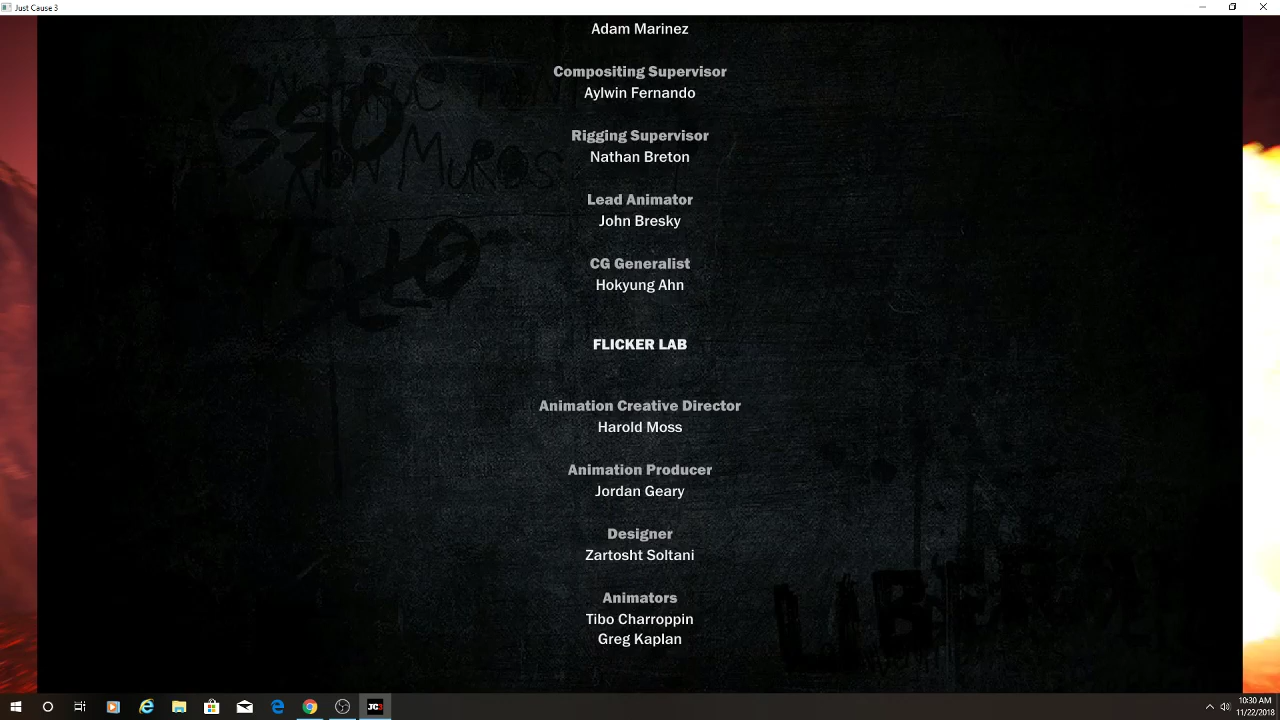 Just Cause 3
Adam Marinez
Compositing Supervisor
Aylwin Fernando
Rigging Supervisor
Nathan Breton
Lead Animator
John Bresky
CG Generalist
Hokyung Ahn
FLICKER LAB
Animation Creative Director
Harold Moss
Animation Producer
Jordan Geary
Designer
Zartosht Soltani
Animators
Tibo Charroppin
Greg Kaplan
JC3
10:30 AM
11/22/2018